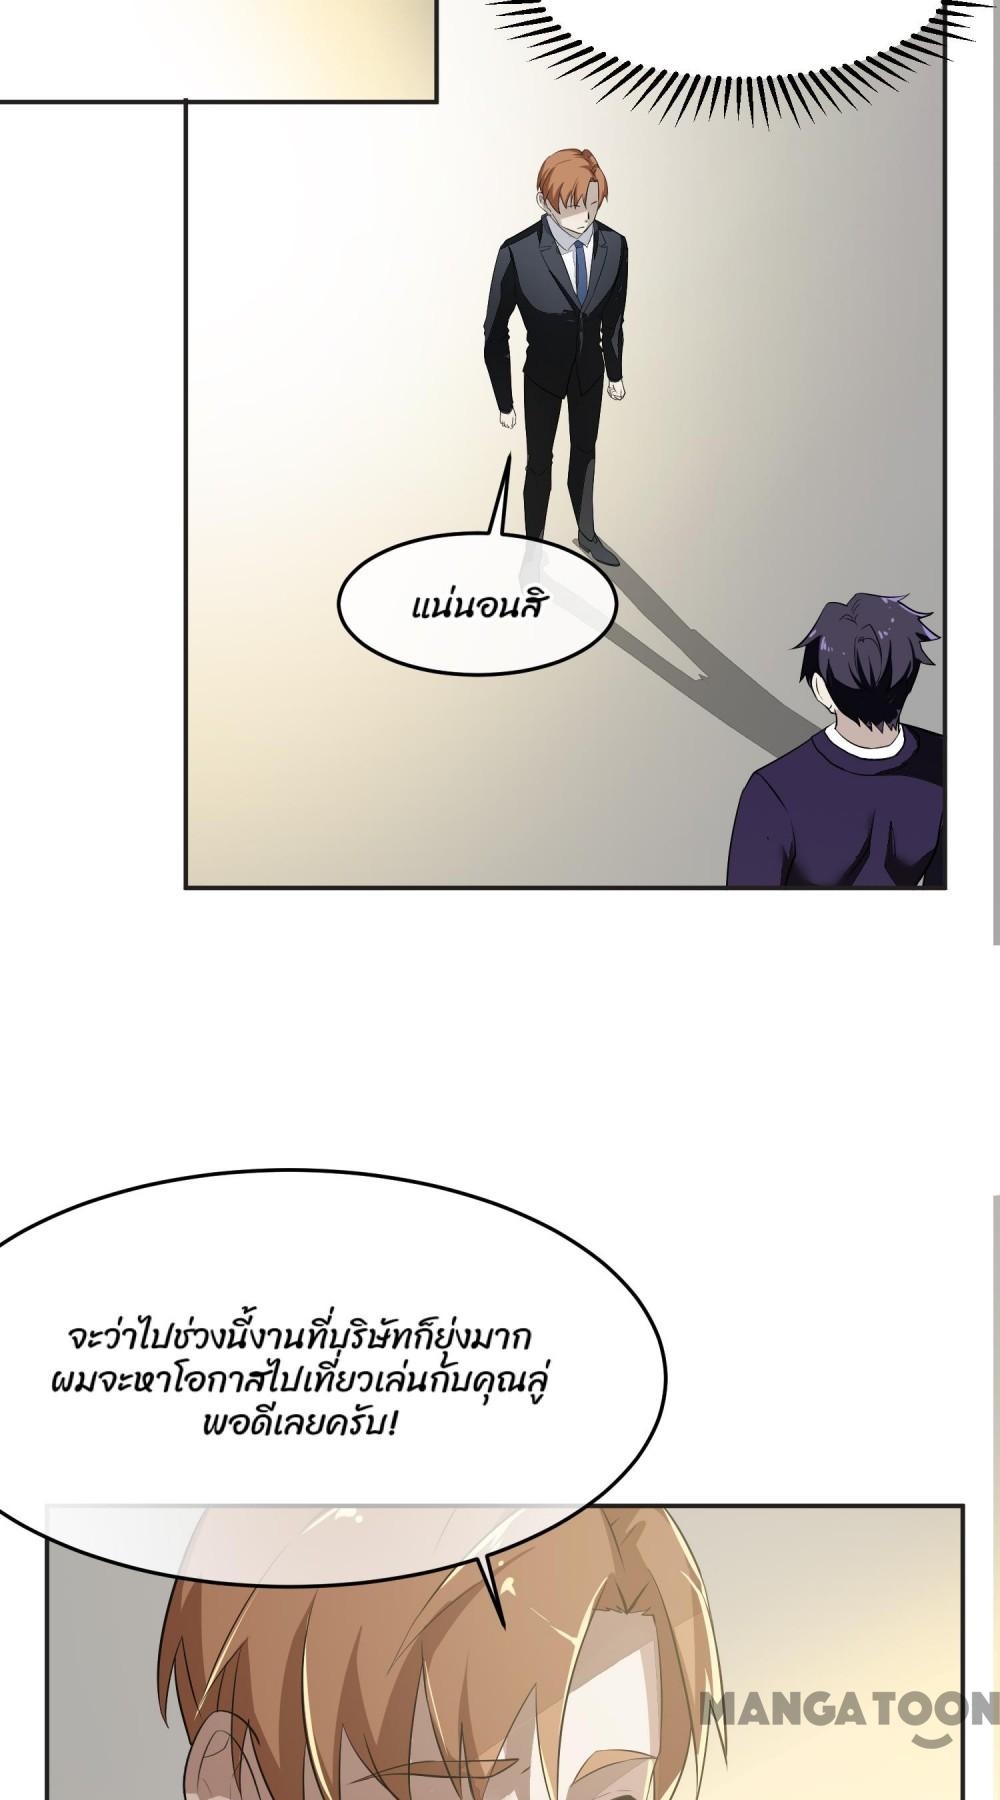 แน่นอนสิ
จะว่าไปช่วงนี้งานที่บริษัทก็ยุ่งมาก
ผมจะหาโอกาสไปเที่ยวเล่นกับคุณลู่
พอดีเลยครับ!
MANGATOON